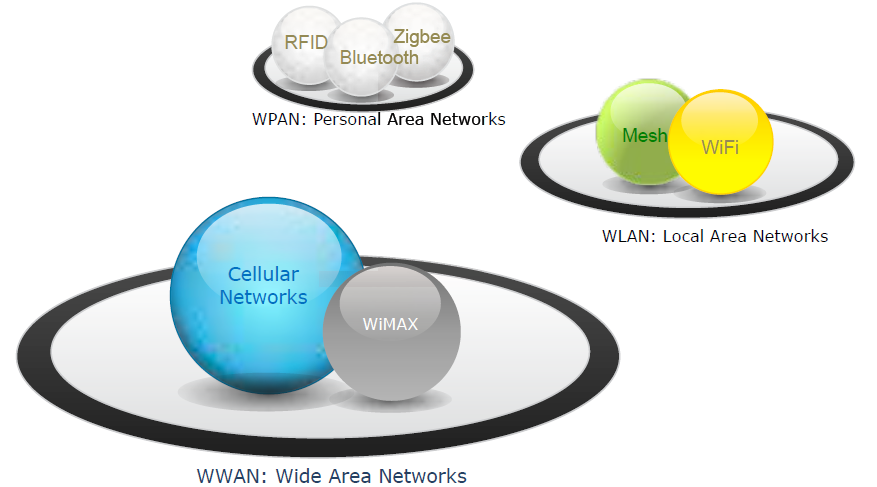 RFID
Zigbee
Bluetooth
WPAN: Personal Area Networks
Mesh
WiFi
WLAN: Local Area Networks
Cellular
Networks
WiMAX
WWAN: Wide Area Networks